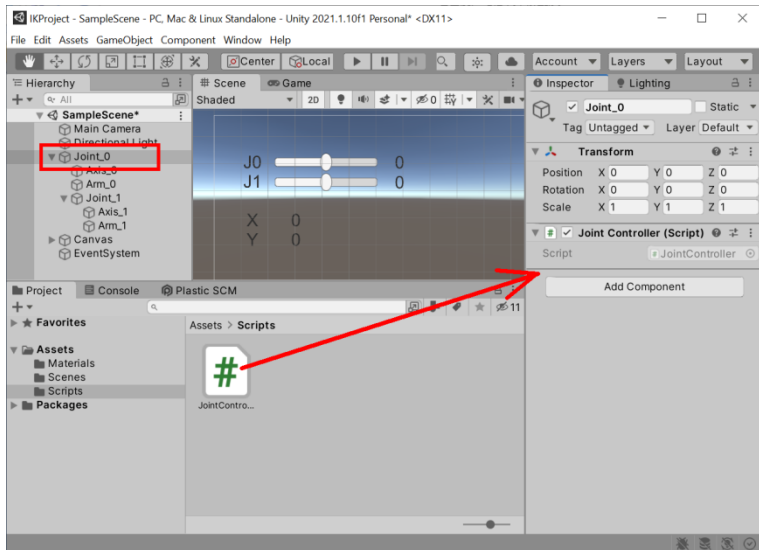 IKProject - SampleScene - PC, Mac & Linux Standalone - Unity 2021.1.10f1 Personal* <DX11>
File Edit Assets GameObject Component Window Help
Center Local Account Layers Layout
Hierarchy
All
SampleScene*
Main Camera
Directional Light
Joint_0
Axis_0
Arm_0
Joint_1
Axis_1
Arm_1
Canvas
EventSystem
Scene Game
Shaded 2D 0
J0 0
J1 0
X 0
Y 0
Inspector Lighting
Joint_0 Static
Tag Untagged Layer Default
Transform
Position X 0 Y 0 Z 0
Rotation X 0 Y 0 Z 0
Scale X 1 Y 1 Z 1
# Joint Controller (Script)
Script # JointController
Add Component
Project Console Plastic SCM
11
Favorites
Assets
Materials
Scenes
Scripts
Packages
Assets > Scripts
#
JointContro...